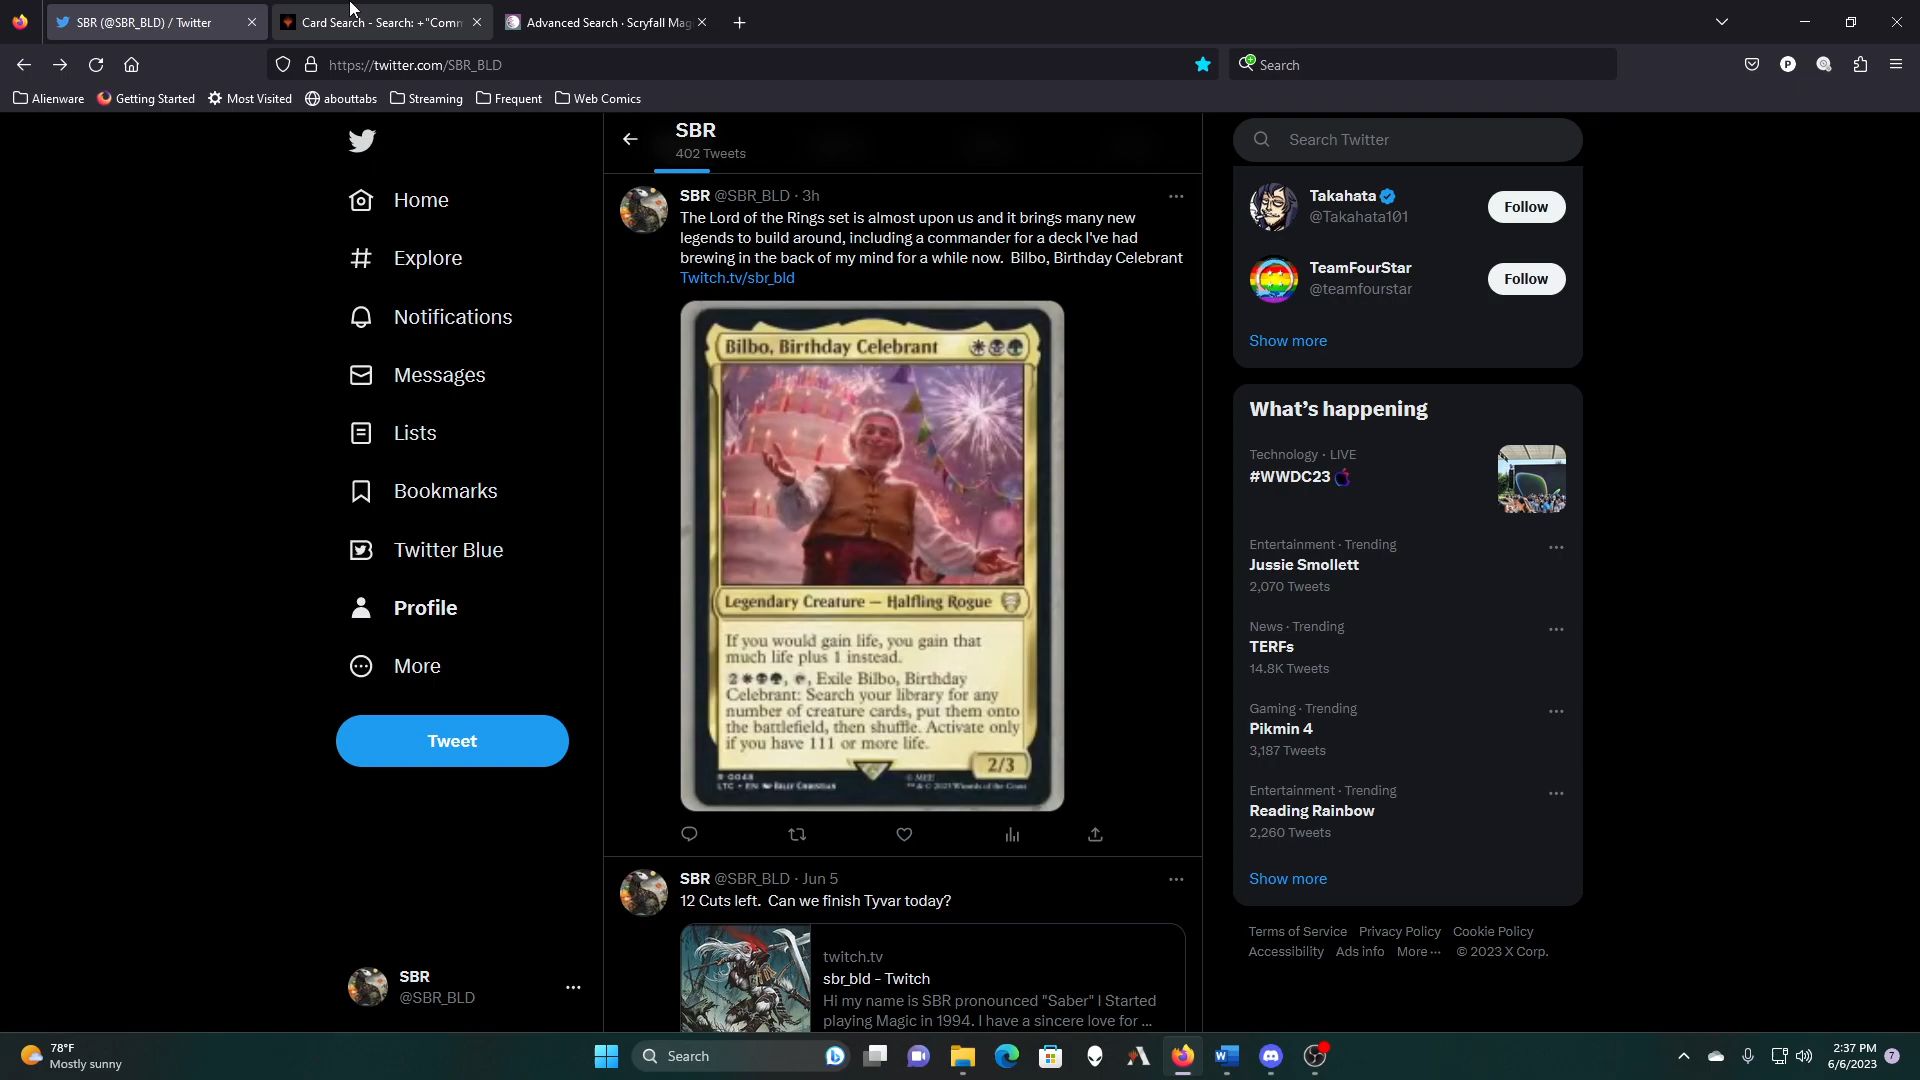 SBR (@SBR_BLD) / Twitter
Card Search - Search: +"Comm
Advanced Search · Scryfall Mag
https://twitter.com/SBR_BLD
Search
Alienware
Getting Started
Most Visited
abouttabs
Streaming
Frequent
Web Comics
Home
Explore
Notifications
Messages
Lists
Bookmarks
Twitter Blue
Profile
More
Tweet
SBR
@SBR_BLD
SBR
402 Tweets
SBR @SBR_BLD · 3h
The Lord of the Rings set is almost upon us and it brings many new
legends to build around, including a commander for a deck I've had
brewing in the back of my mind for a while now. Bilbo, Birthday Celebrant
Twitch.tv/sbr_bld
Bilbo, Birthday Celebrant
Legendary Creature — Halfling Rogue
If you would gain life, you gain that
much life plus 1 instead.
2, Exile Bilbo, Birthday
Celebrant: Search your library for any
number of creature cards, put them onto
the battlefield, then shuffle. Activate only
if you have 111 or more life.
2/3
R 0048
LTC • EN
SBR @SBR_BLD · Jun 5
12 Cuts left. Can we finish Tyvar today?
twitch.tv
sbr_bld - Twitch
Hi my name is SBR pronounced "Saber" I Started
playing Magic in 1994. I have a sincere love for ...
Search Twitter
Takahata
@Takahata101
Follow
TeamFourStar
@teamfourstar
Follow
Show more
What's happening
Technology · LIVE
#WWDC23
Entertainment · Trending
Jussie Smollett
2,070 Tweets
News · Trending
TERFs
14.8K Tweets
Gaming · Trending
Pikmin 4
3,187 Tweets
Entertainment · Trending
Reading Rainbow
2,260 Tweets
Show more
Terms of Service Privacy Policy Cookie Policy
Accessibility Ads info More ··· © 2023 X Corp.
78°F
Mostly sunny
Search
2:37 PM
6/6/2023
7